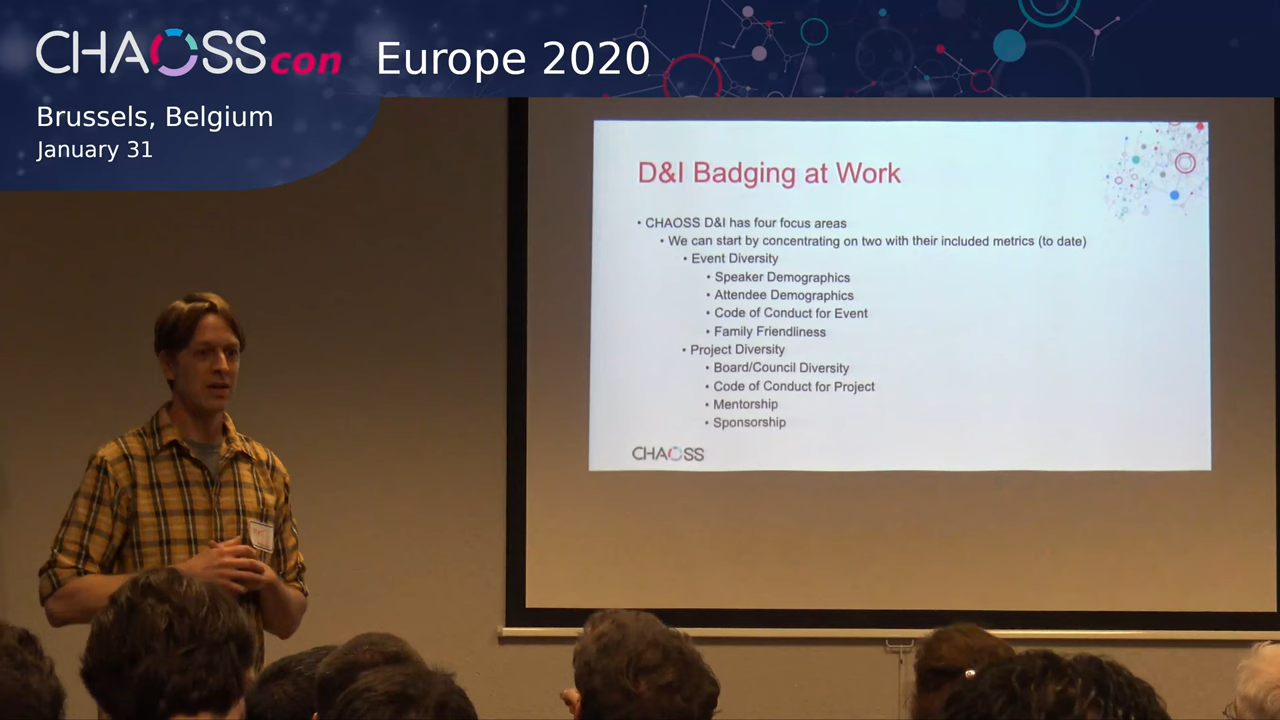 CHAOSS con Europe 2020
Brussels, Belgium
January 31
D&I Badging at Work
• CHAOSS D&I has four focus areas
• We can start by concentrating on two with their included metrics (to date)
• Event Diversity
• Speaker Demographics
• Attendee Demographics
• Code of Conduct for Event
• Family Friendliness
• Project Diversity
• Board/Council Diversity
• Code of Conduct for Project
• Mentorship
• Sponsorship
CHAOSS